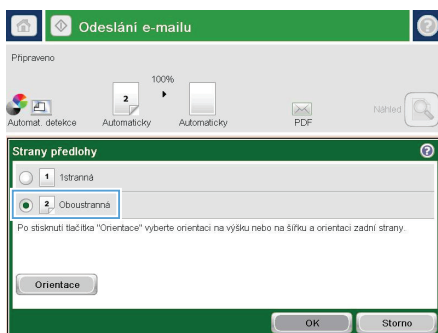 Odeslání e-mailu
Připraveno
100%
2
Automat. detekce Automaticky Automaticky PDF Náhled
Strany předlohy
1 1stranná
2 Oboustranná
Po stisknutí tlačítka "Orientace" vyberte orientaci na výšku nebo na šířku a orientaci zadní strany.
Orientace
OK Storno